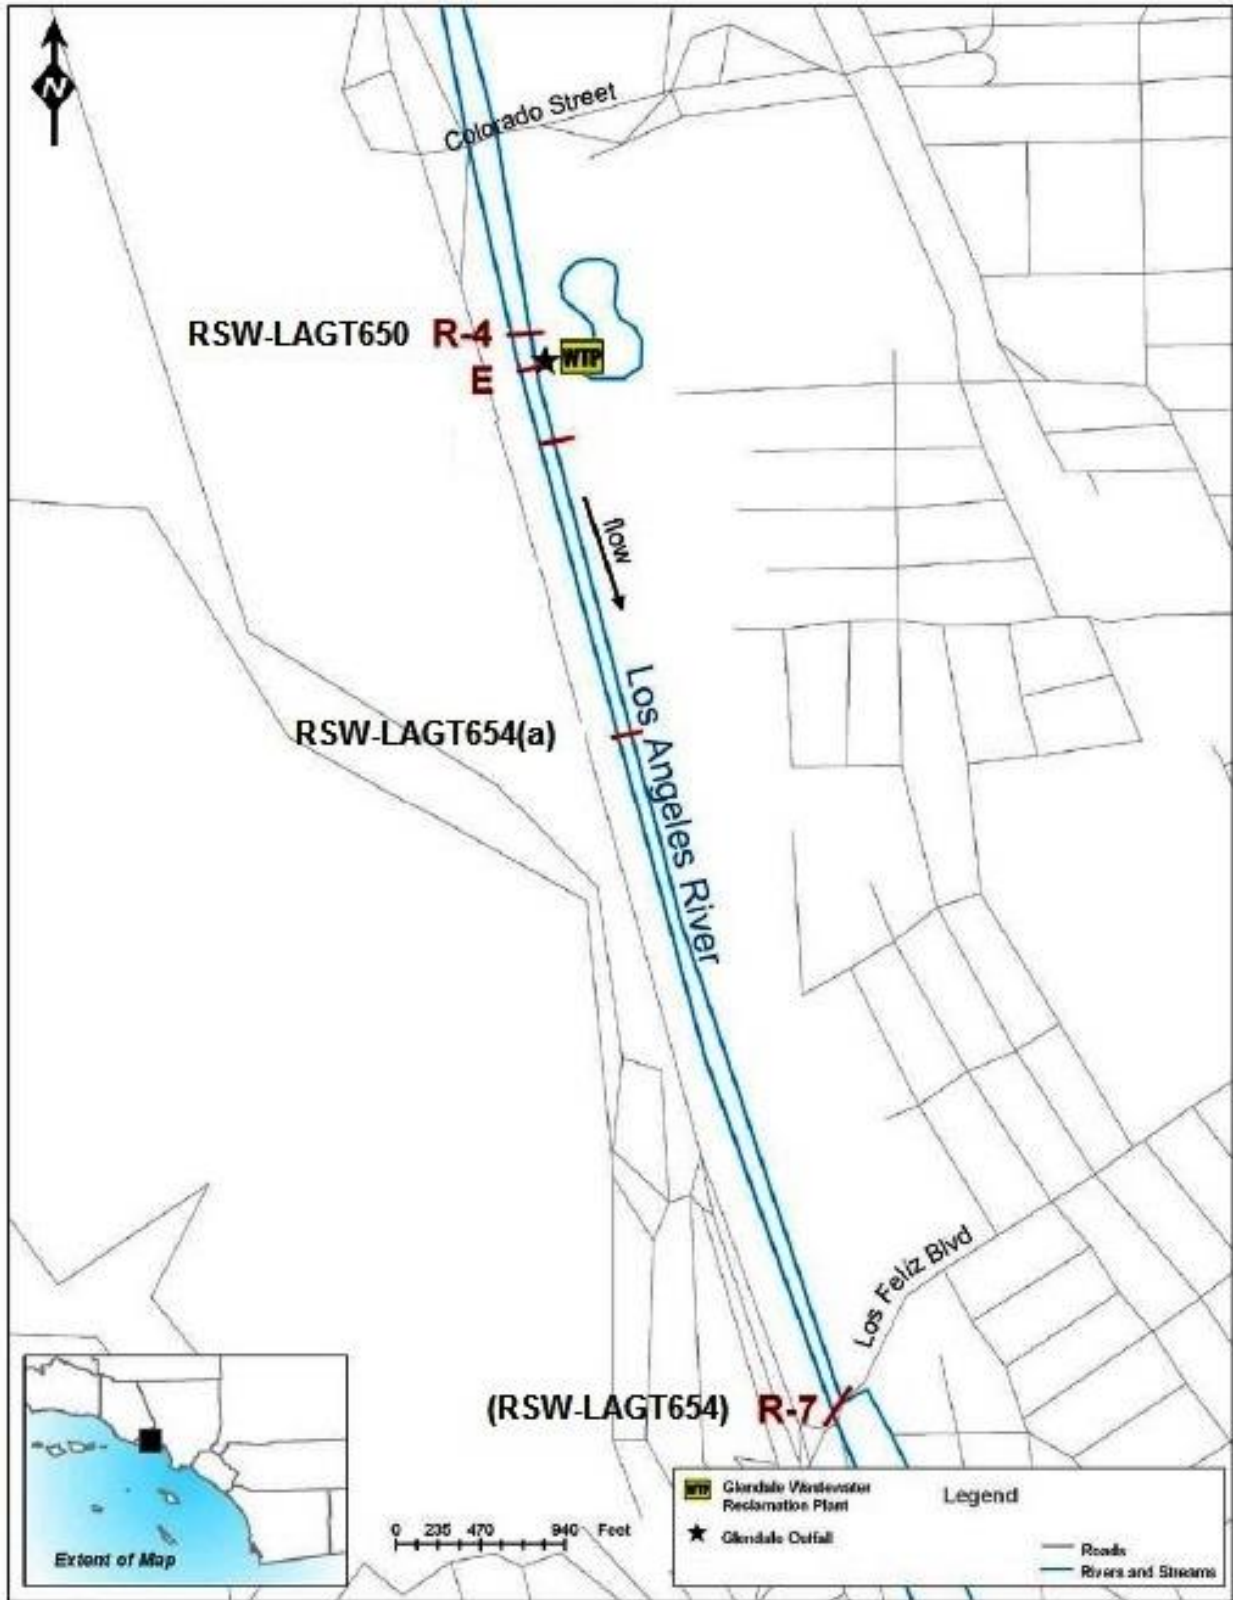 N
Colorado Street
RSW-LAGT650 R-4
WTP
E
flow
Los Angeles River
RSW-LAGT654(a)
Los Feliz Blvd
(RSW-LAGT654) R-7
Extent of Map
0 235 470 940 Feet
Legend
WTP Glendale Wastewater
Reclamation Plant
Glendale Outfall
Roads
Rivers and Streams